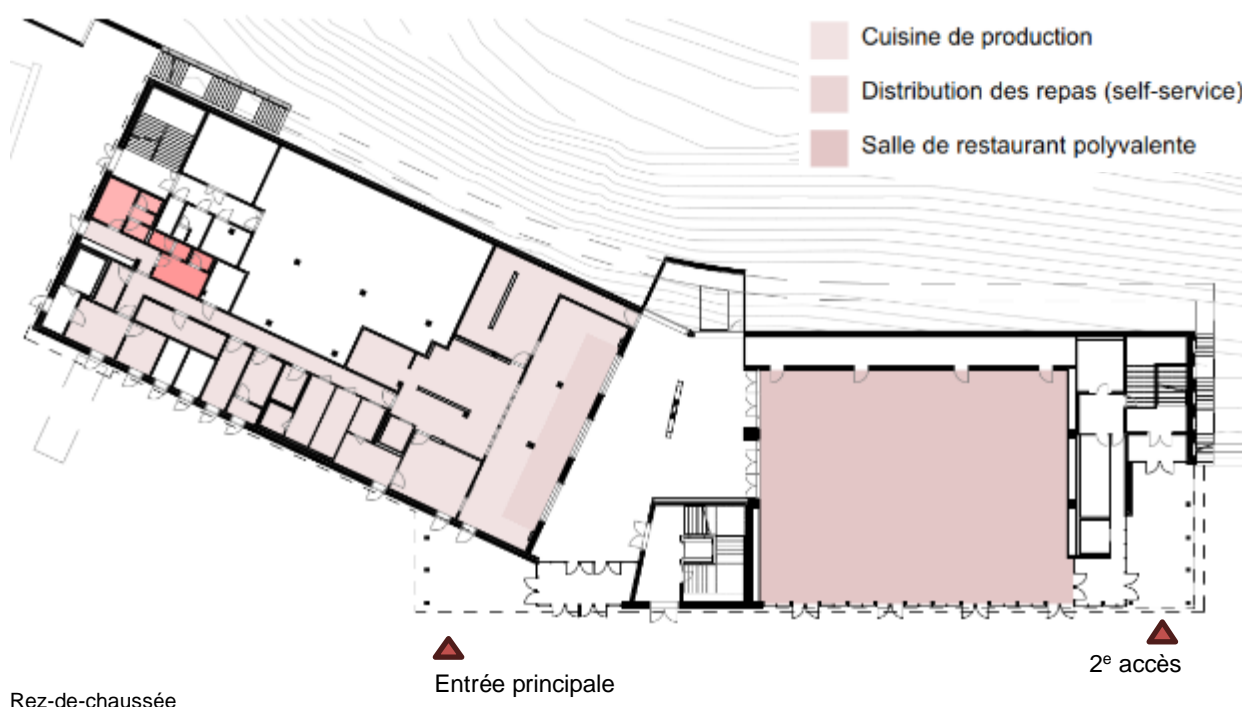 Cuisine de production
Distribution des repas (self-service)
Salle de restaurant polyvalente
2e accès
Entrée principale
Rez-de-chaussée